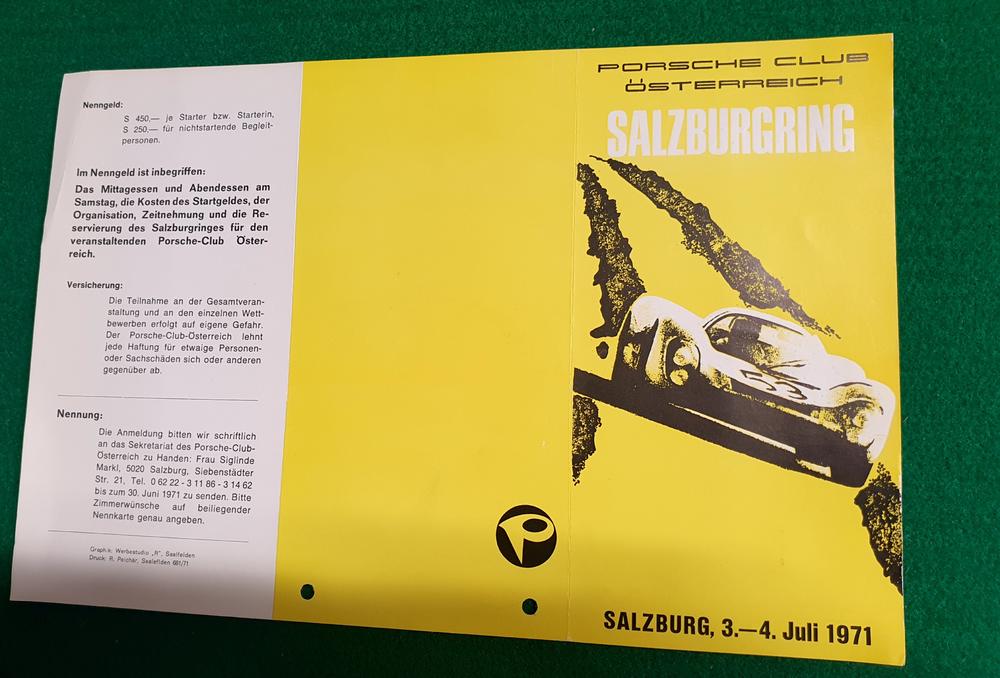 Nenngeld:
S 450,— je Starter bzw. Starterin,
S 250,— für nichtstartende Begleit-
personen.
Im Nenngeld ist inbegriffen:
Das Mittagessen und Abendessen am
Samstag, die Kosten des Startgeldes, der
Organisation, Zeitnehmung und die Re-
servierung des Salzburgringes für den
veranstaltenden Porsche-Club Öster-
reich.
Versicherung:
Die Teilnahme an der Gesamtveran-
staltung und an den einzelnen Wett-
bewerben erfolgt auf eigene Gefahr.
Der Porsche-Club-Österreich lehnt
jede Haftung für etwaige Personen-
oder Sachschäden sich oder anderen
gegenüber ab.
Nennung:
Die Anmeldung bitten wir schriftlich
an das Sekretariat des Porsche-Club-
Österreich zu Handen: Frau Siglinde
Markl, 5020 Salzburg, Siebenstädter
Str. 21, Tel. 0 62 22 - 3 11 86 - 3 14 62
bis zum 30. Juni 1971 zu senden. Bitte
Zimmerwünsche auf beiliegender
Nennkarte genau angeben.
Graphik: Werbestudio „R", Saalfelden
Druck: R. Peichär, Saalefelden 681/71
P
PORSCHE CLUB
ÖSTERREICH
SALZBURGRING
53
SALZBURG, 3.—4. Juli 1971